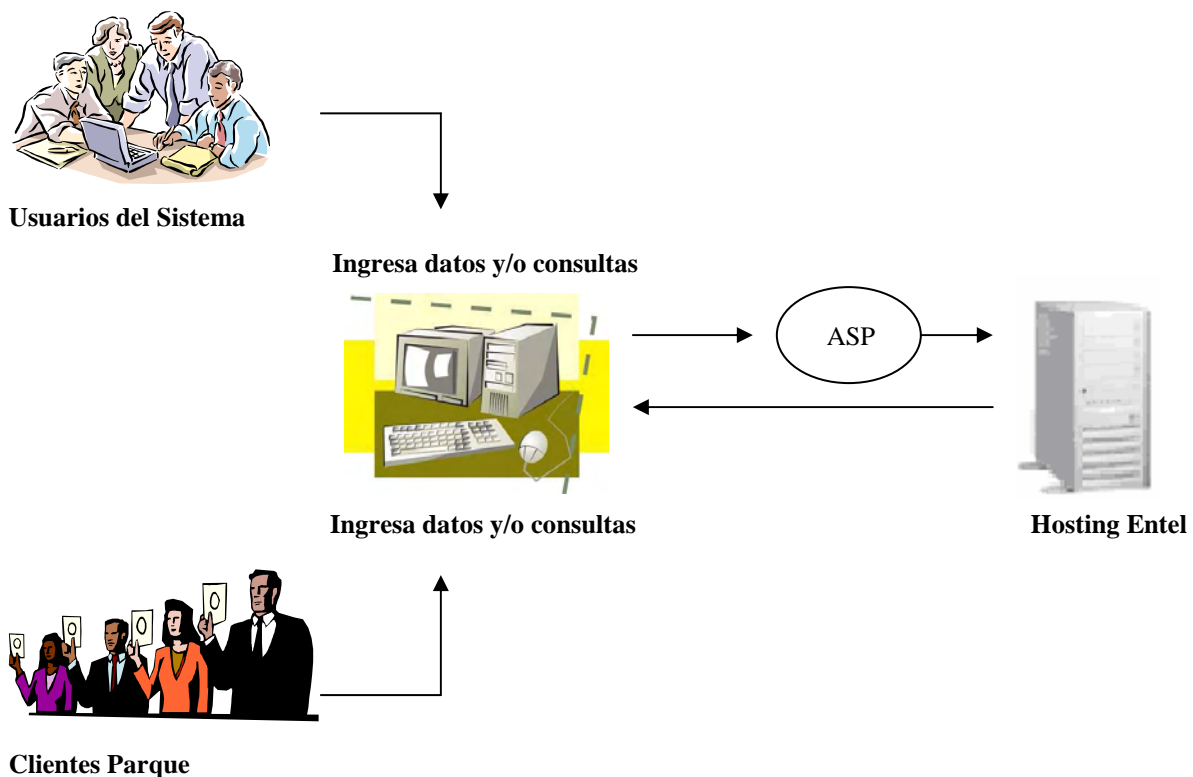 Usuarios del Sistema
Ingresa datos y/o consultas
ASP
Ingresa datos y/o consultas
Hosting Entel
Clientes Parque